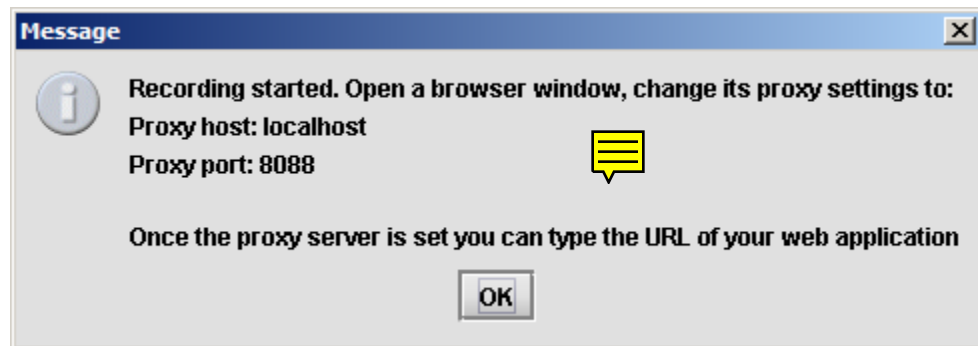 Message
Recording started. Open a browser window, change its proxy settings to:
Proxy host: localhost
Proxy port: 8088
Once the proxy server is set you can type the URL of your web application
OK